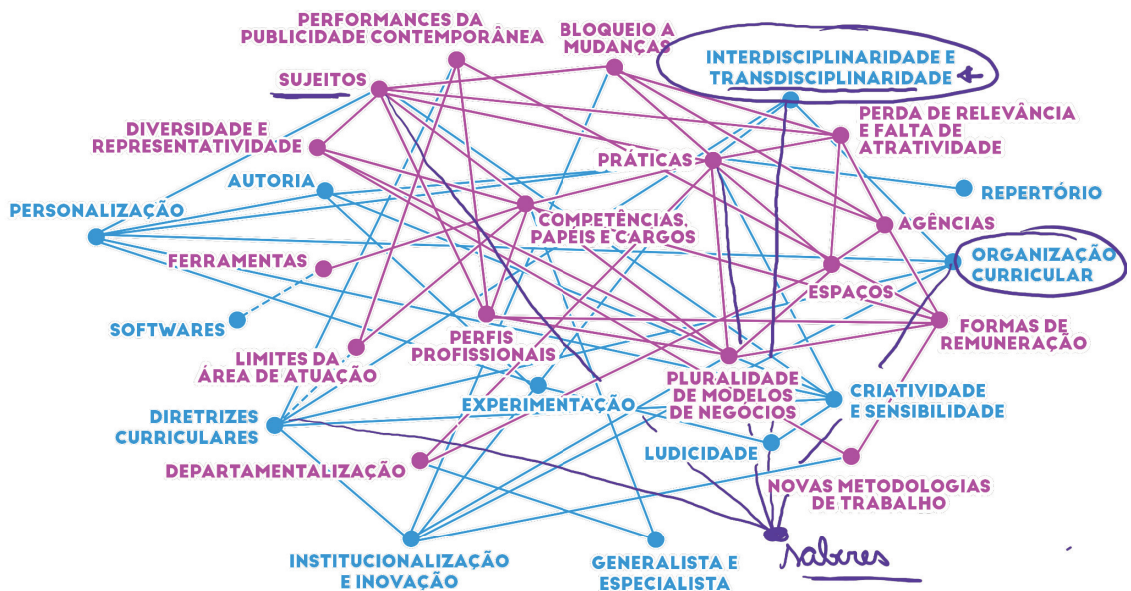 PERFORMANCES DA
PUBLICIDADE CONTEMPORÂNEA
BLOQUEIO A
MUDANÇAS
INTERDISCIPLINARIDADE E
TRANSDISCIPLINARIDADE
SUJEITOS
DIVERSIDADE E
REPRESENTATIVIDADE
PERDA DE RELEVÂNCIA
E FALTA DE
ATRATIVIDADE
PRÁTICAS
AUTORIA
REPERTÓRIO
PERSONALIZAÇÃO
COMPETÊNCIAS,
PAPÉIS E CARGOS
AGÊNCIAS
FERRAMENTAS
ORGANIZAÇÃO
CURRICULAR
ESPAÇOS
SOFTWARES
PERFIS
PROFISSIONAIS
FORMAS DE
REMUNERAÇÃO
LIMITES DA
ÁREA DE ATUAÇÃO
PLURALIDADE
DE MODELOS
DE NEGÓCIOS
CRIATIVIDADE
E SENSIBILIDADE
EXPERIMENTAÇÃO
DIRETRIZES
CURRICULARES
LUDICIDADE
DEPARTAMENTALIZAÇÃO
NOVAS METODOLOGIAS
DE TRABALHO
saberes
INSTITUCIONALIZAÇÃO
E INOVAÇÃO
GENERALISTA E
ESPECIALISTA